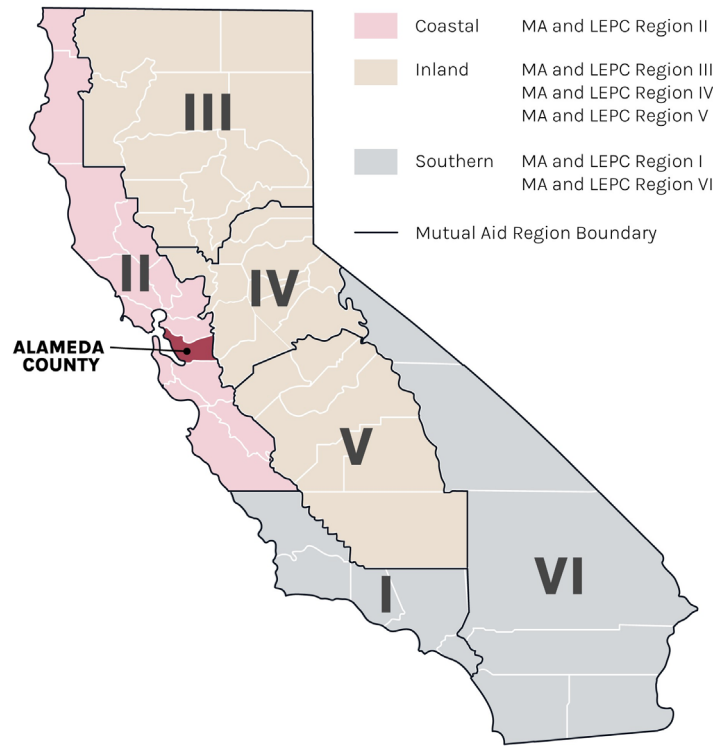 Coastal MA and LEPC Region II
Inland MA and LEPC Region III
MA and LEPC Region IV
MA and LEPC Region V
Southern MA and LEPC Region I
MA and LEPC Region VI
Mutual Aid Region Boundary
III
II
IV
ALAMEDA
COUNTY
V
VI
I